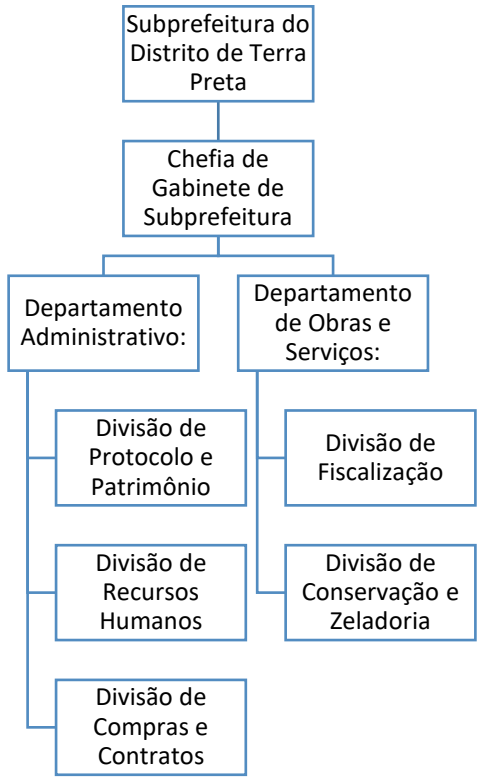 Subprefeitura do
Distrito de Terra
Preta
Chefia de
Gabinete de
Subprefeitura
Departamento
Administrativo:
Divisão de
Protocolo e
Patrimônio
Divisão de
Recursos
Humanos
Divisão de
Compras e
Contratos
Departamento
de Obras e
Serviços:
Divisão de
Fiscalização
Divisão de
Conservação e
Zeladoria